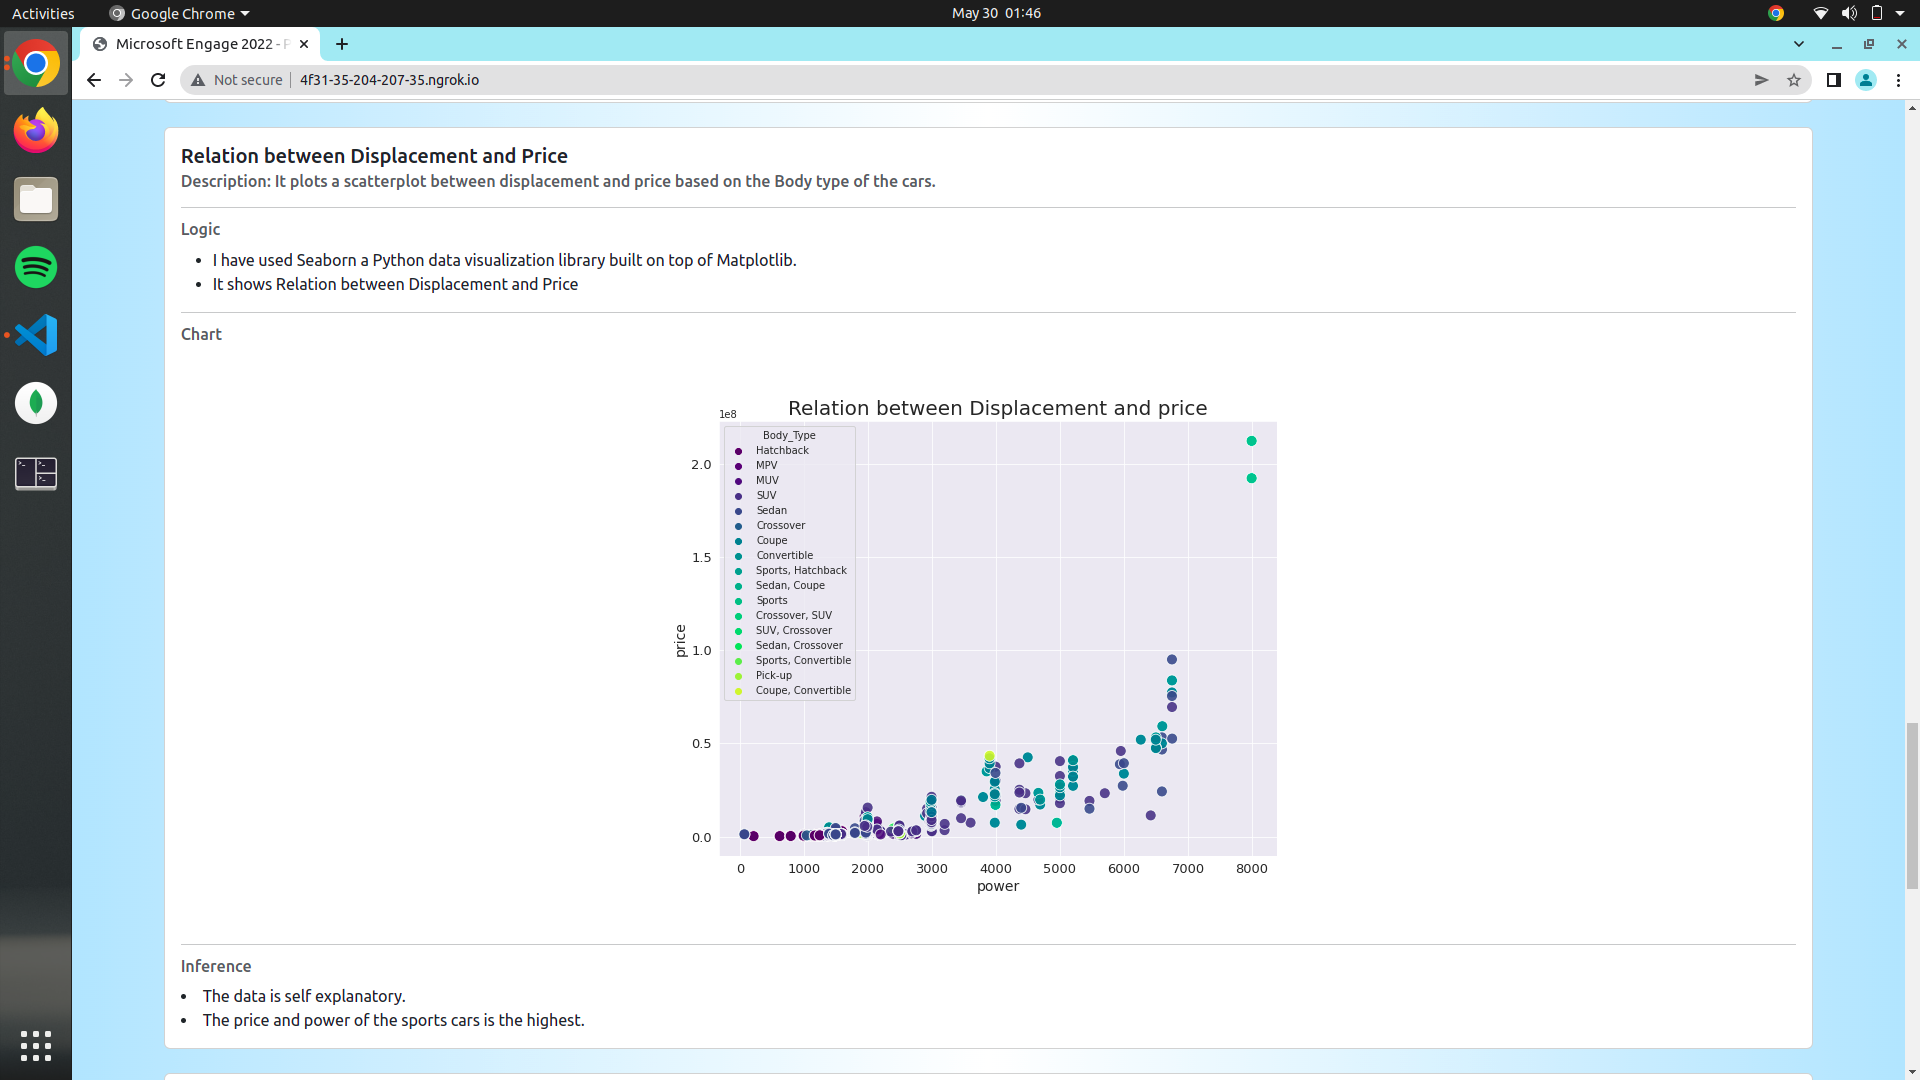 Activities
Google Chrome
May 30 01:46
Microsoft Engage 2022 - P
Not secure
4f31-35-204-207-35.ngrok.io
Relation between Displacement and Price
Description: It plots a scatterplot between displacement and price based on the Body type of the cars.
Logic
• I have used Seaborn a Python data visualization library built on top of Matplotlib.
• It shows Relation between Displacement and Price
Chart
Relation between Displacement and price
1e8
Body_Type
Hatchback
MPV
MUV
SUV
Sedan
Crossover
Coupe
Convertible
Sports, Hatchback
Sedan, Coupe
Sports
Crossover, SUV
SUV, Crossover
Sedan, Crossover
Sports, Convertible
Pick-up
Coupe, Convertible
2.0
1.5
1.0
0.5
0.0
price
0 1000 2000 3000 4000 5000 6000 7000 8000
power
Inference
• The data is self explanatory.
• The price and power of the sports cars is the highest.